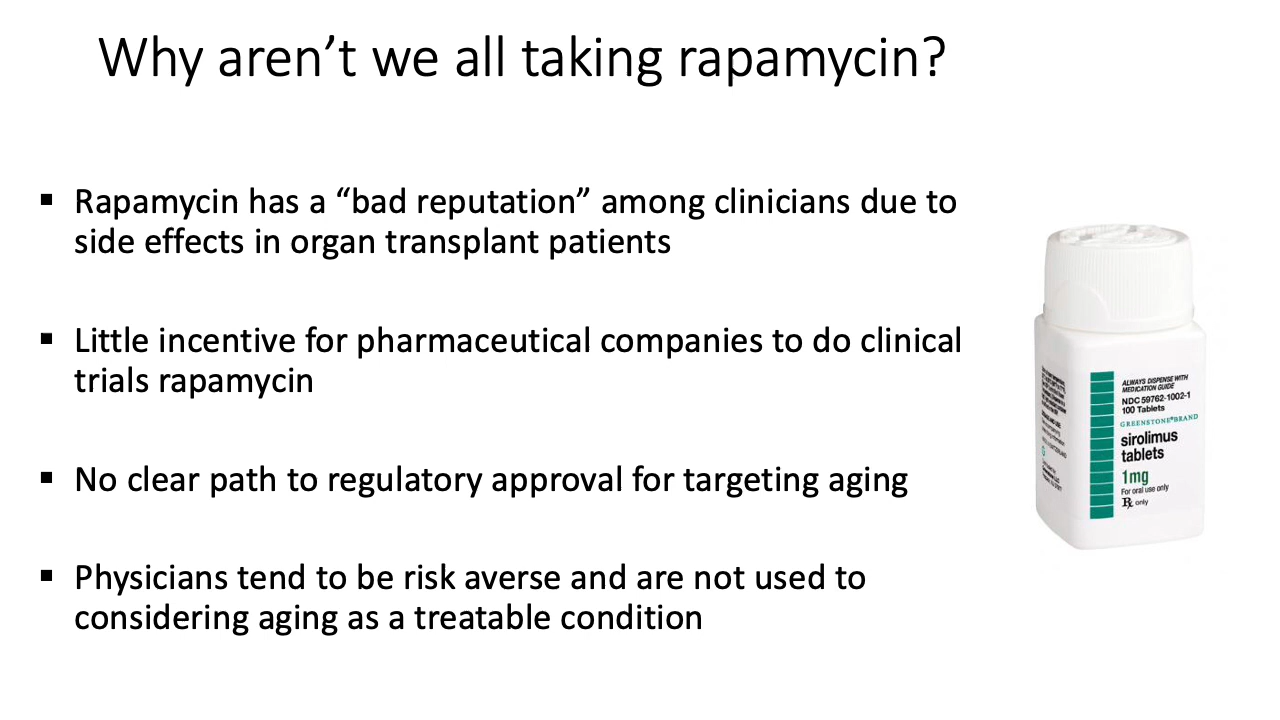 Why aren’t we all taking rapamycin?
▪ Rapamycin has a “bad reputation” among clinicians due to
side effects in organ transplant patients
▪ Little incentive for pharmaceutical companies to do clinical
trials rapamycin
▪ No clear path to regulatory approval for targeting aging
▪ Physicians tend to be risk averse and are not used to
considering aging as a treatable condition
ALWAYS DISPENSE WITH
MEDICATION GUIDE
NDC 59762-1002-1
100 Tablets
GREENSTONE® BRAND
sirolimus
tablets
1mg
For oral use only
Rx only